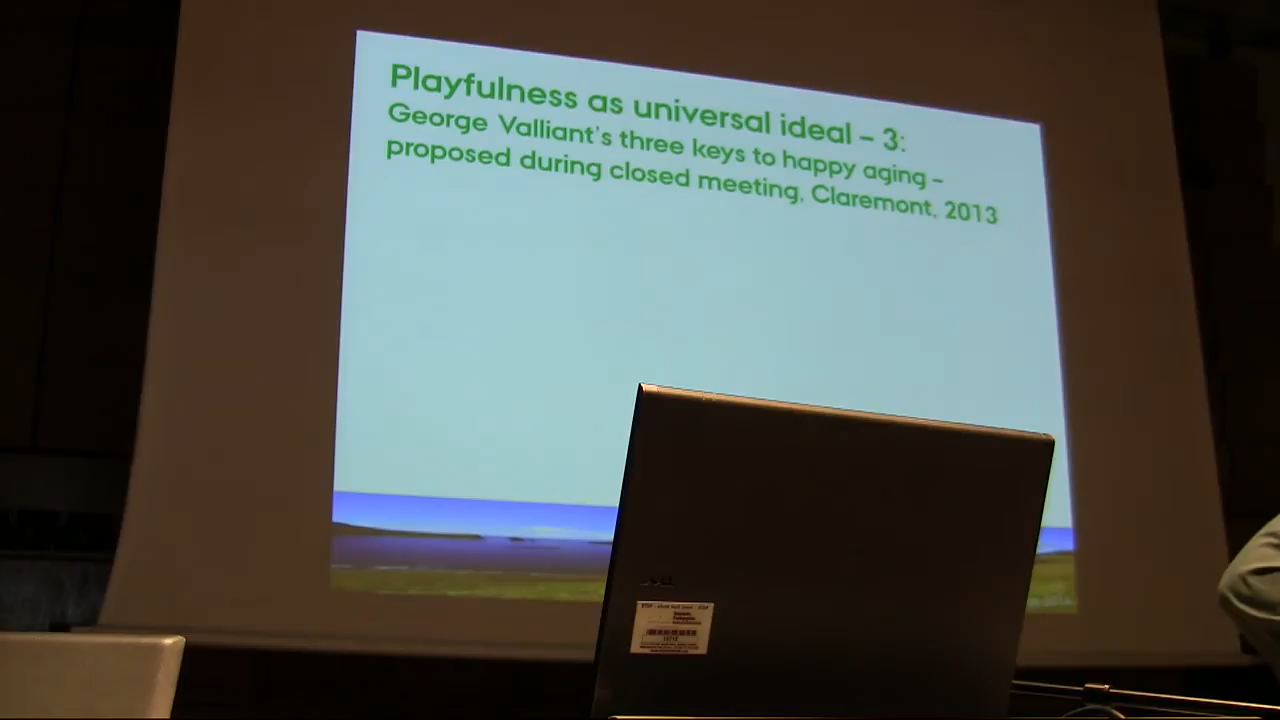 Playfulness as universal ideal – 3:
George Valliant's three keys to happy aging –
proposed during closed meeting, Claremont, 2013